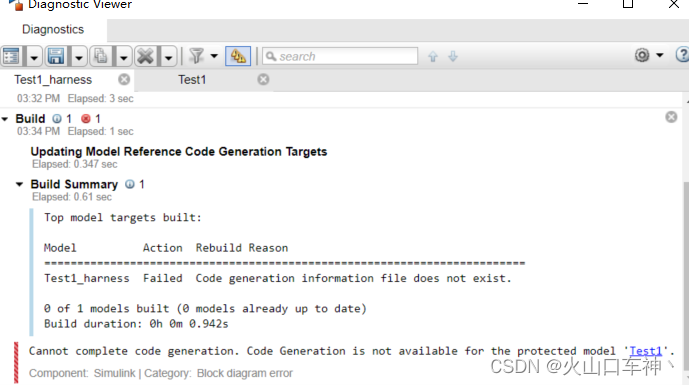 Diagnostic Viewer
Diagnostics
search
Test1_harness Test1
03:32 PM Elapsed: 3 sec
Build 1 1
03:34 PM Elapsed: 1 sec
Updating Model Reference Code Generation Targets
Elapsed: 0.347 sec
Build Summary 1
Elapsed: 0.61 sec
Top model targets built:
Model Action Rebuild Reason
=========================================================================
Test1_harness Failed Code generation information file does not exist.
0 of 1 models built (0 models already up to date)
Build duration: 0h 0m 0.942s
Cannot complete code generation. Code Generation is not available for the protected model 'Test1'.
Component: Simulink | Category: Block diagram error
CSDN @火山口车神丶